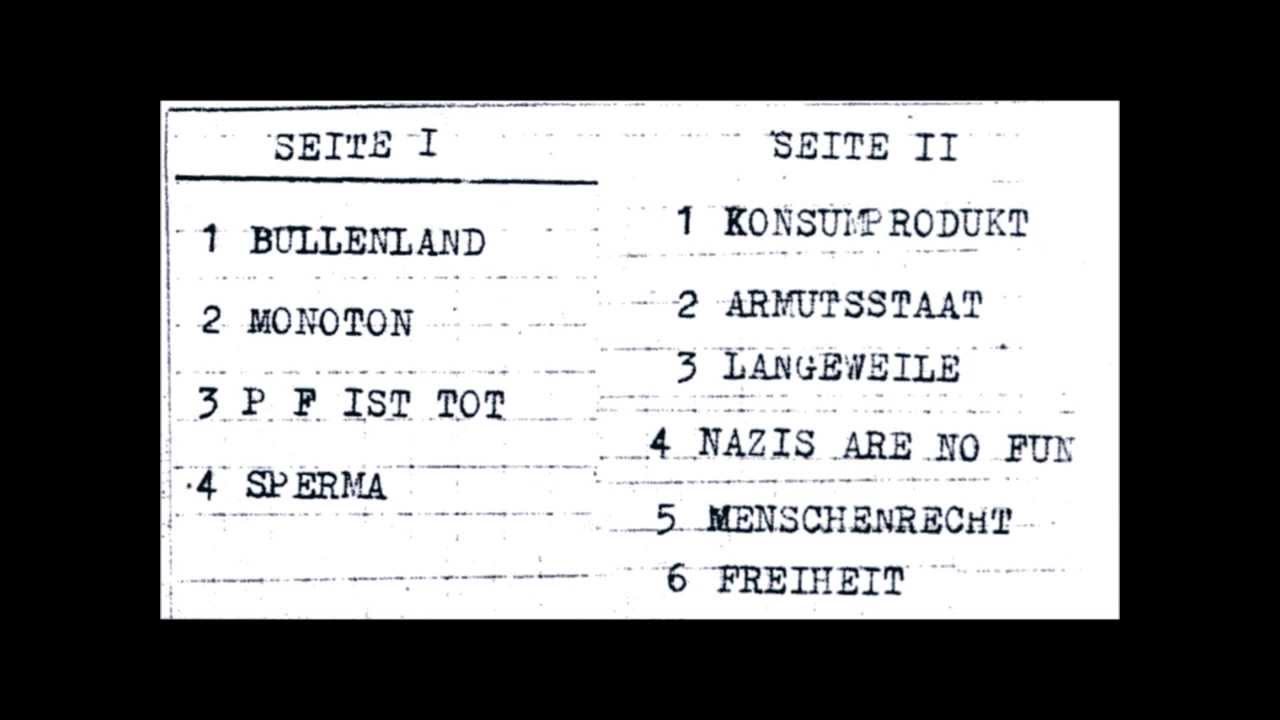 SEITE I
1 BULLENLAND
2 MONOTON
3 P F IST TOT
4 SPERMA
SEITE II
1 KONSUMPRODUKT
2 ARMUTSSTAAT
3 LANGEWEILE
4 NAZIS ARE NO FUN
5 MENSCHENRECHT
6 FREIHEIT